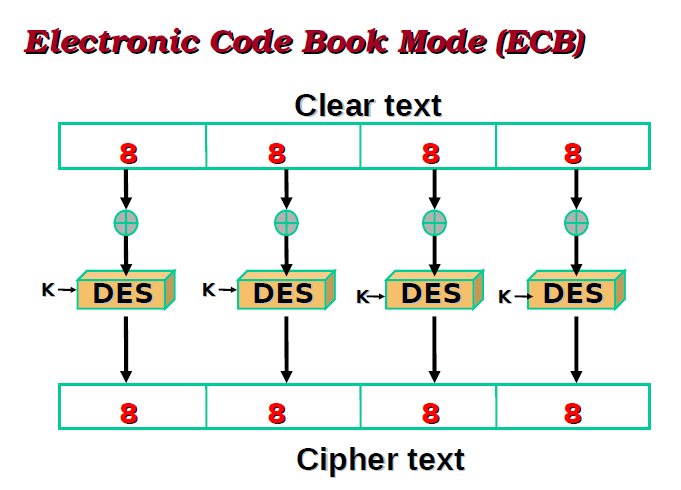 Electronic Code Book Mode (ECB)
Clear text
8 8 8 8
K DES K DES K DES K DES
8 8 8 8
Cipher text